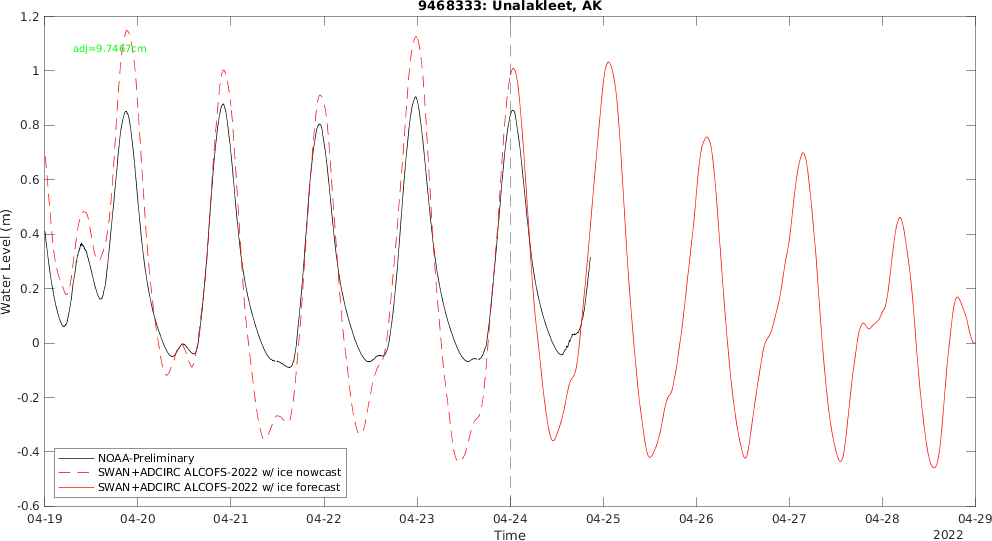 9468333: Unalakleet, AK
1.2
1
0.8
0.6
0.4
0.2
0
-0.2
-0.4
-0.6
Water Level (m)
adj=9.7467cm
NOAA-Preliminary
SWAN+ADCIRC ALCOFS-2022 w/ ice nowcast
SWAN+ADCIRC ALCOFS-2022 w/ ice forecast
04-19 04-20 04-21 04-22 04-23 04-24 04-25 04-26 04-27 04-28 04-29
Time
2022